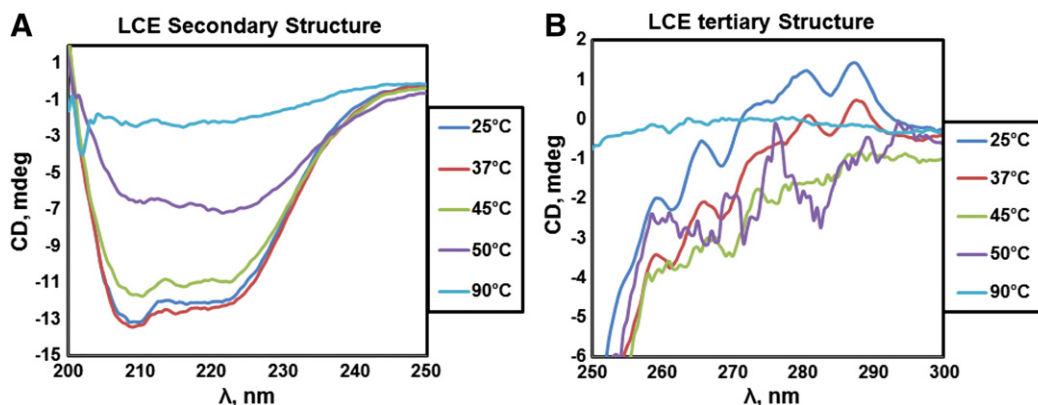 A
LCE Secondary Structure
1
-1
-3
-5
-7
-9
-11
-13
-15
CD, mdeg
200 210 220 230 240 250
λ, nm
25°C
37°C
45°C
50°C
90°C
B
LCE tertiary Structure
2
1
0
-1
-2
-3
-4
-5
-6
CD, mdeg
250 260 270 280 290 300
λ, nm
25°C
37°C
45°C
50°C
90°C